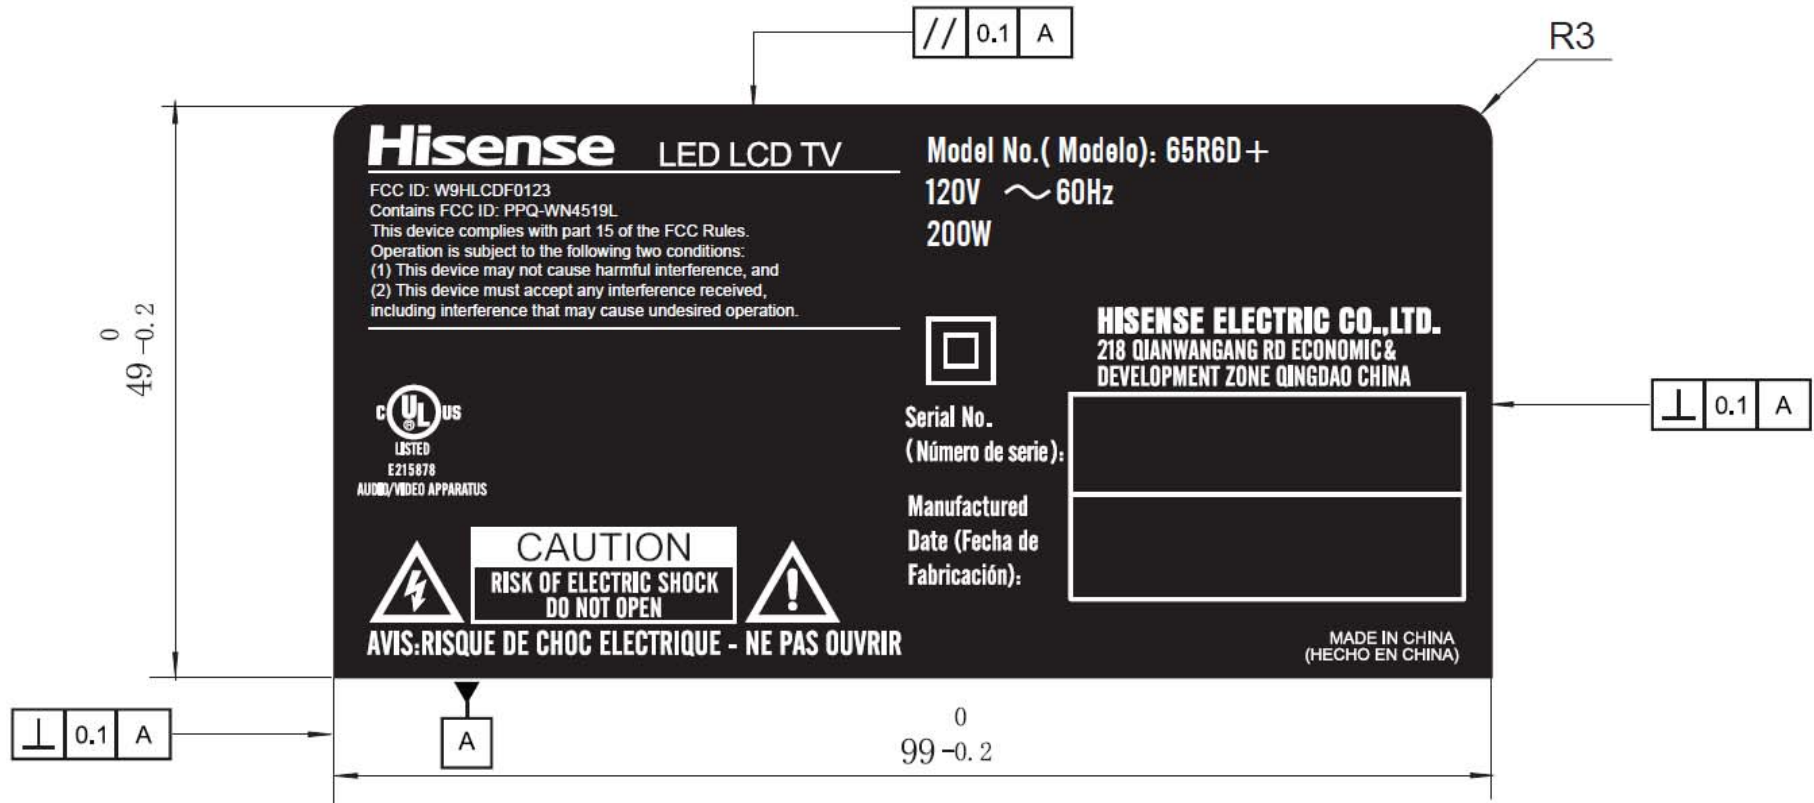 // 0.1 A
R3
Hisense LED LCD TV
FCC ID: W9HLCDF0123
Contains FCC ID: PPQ-WN4519L
This device complies with part 15 of the FCC Rules.
Operation is subject to the following two conditions:
(1) This device may not cause harmful interference, and
(2) This device must accept any interference received,
including interference that may cause undesired operation.
Model No.( Modelo): 65R6D+
120V ～ 60Hz
200W
0
49-0.2
HISENSE ELECTRIC CO.,LTD.
218 QIANWANGANG RD ECONOMIC &
DEVELOPMENT ZONE QINGDAO CHINA
C UL ® US
LISTED
E215878
AUDIO/VIDEO APPARATUS
Serial No.
(Número de serie):
Manufactured
Date (Fecha de
Fabricación):
⊥ 0.1 A
CAUTION
RISK OF ELECTRIC SHOCK
DO NOT OPEN
AVIS:RISQUE DE CHOC ELECTRIQUE - NE PAS OUVRIR
MADE IN CHINA
(HECHO EN CHINA)
⊥ 0.1 A
A
0
99-0.2